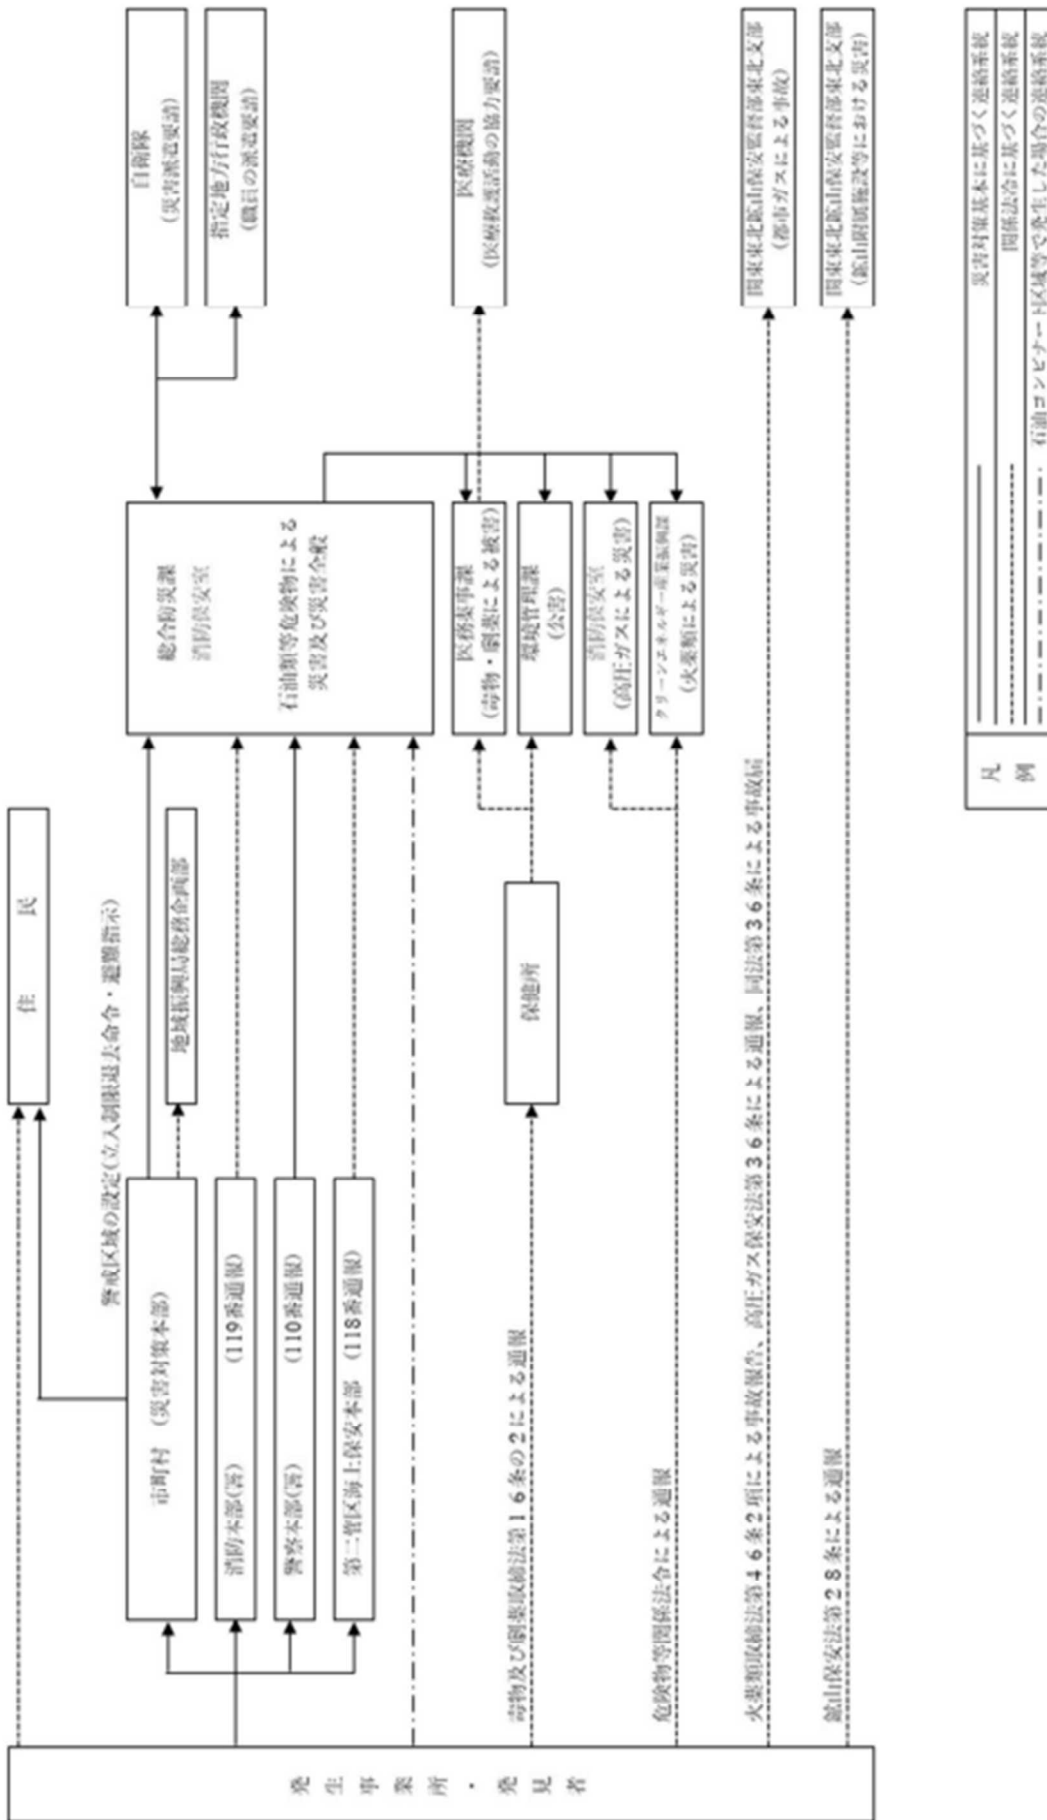 発生事業所・発見者
住民
警戒区域の設定(立入制限退去命令・避難指示)
市町村 (災害対策本部)
地域振興局総務企画部
消防本部(署) (119番通報)
警察本部(署) (110番通報)
第二管区海上保安本部 (118番通報)
総合防災課
消防保安室
石油類等危険物による
災害及び災害全般
自衛隊
(災害派遣要請)
指定地方行政機関
(職員の派遣要請)
毒物及び劇薬取締法第16条の2による通報
保健所
医務薬事課
(毒物・劇薬による被害)
環境管理課
(公害)
医療機関
(医療救護活動の協力要請)
危険物等関係法令による通報
消防保安室
(高圧ガスによる災害)
クリーンエネルギー産業振興課
(火薬類による災害)
火薬類取締法第46条2項による事故報告、高圧ガス保安法第36条による通報、同法第36条による事故届
関東東北鉱山保安監督部東北支部
(都市ガスによる事故)
鉱山保安法第28条による通報
関東東北鉱山保安監督部東北支部
(鉱山附属施設等における災害)
凡例
災害対策基本に基づく連絡系統
関係法令に基づく連絡系統
石油コンビナート区域等で発生した場合の連絡系統